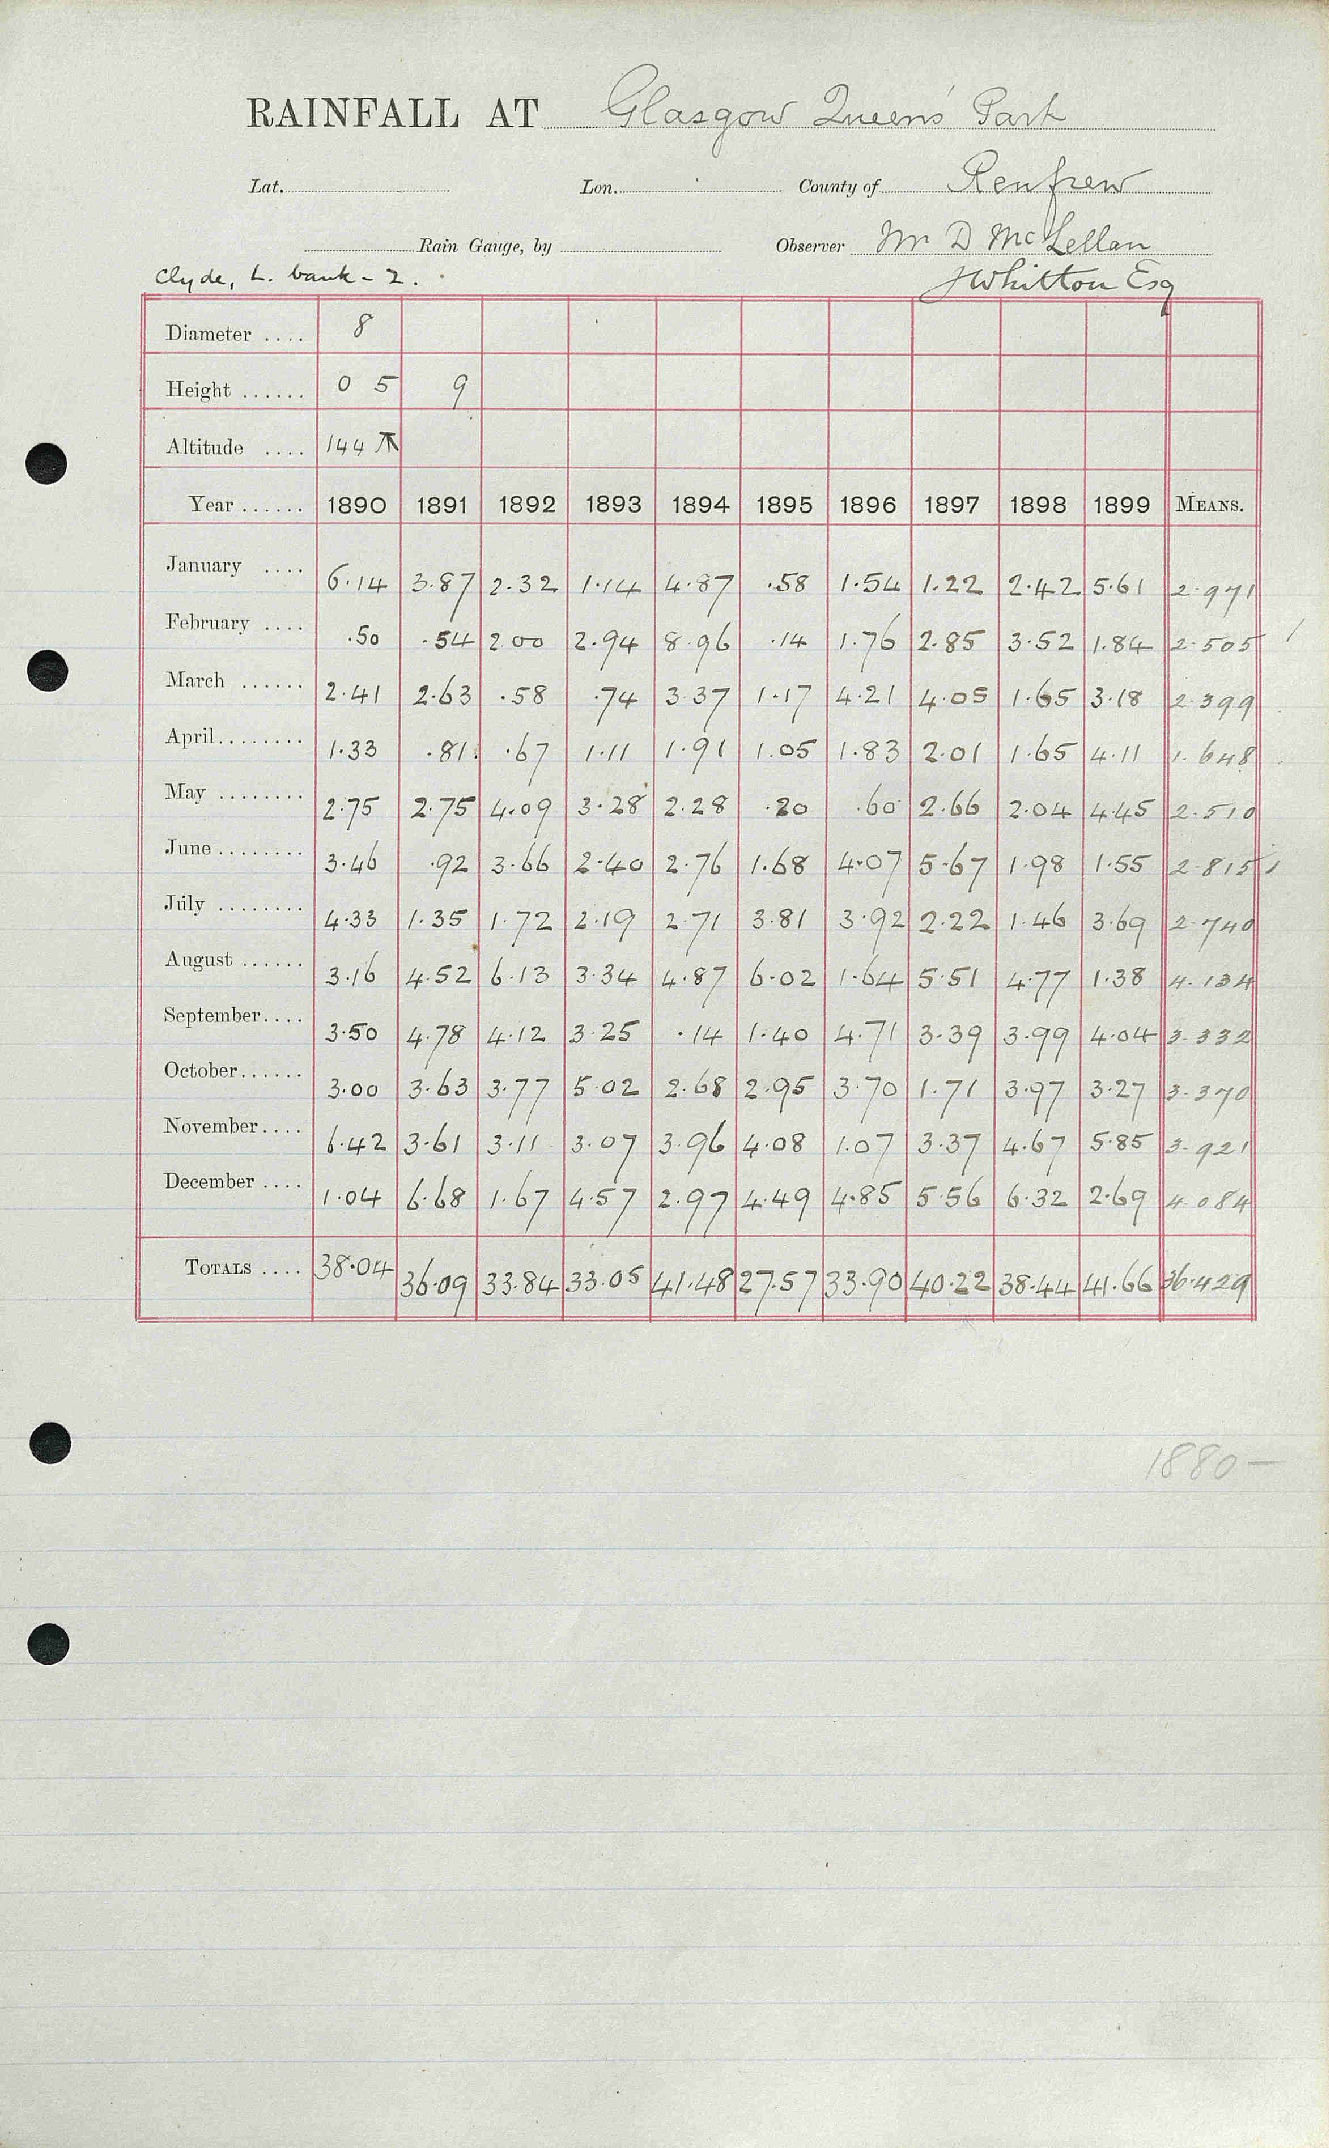 RAINFALL AT Glasgow Queen's Park
Lat. Lon. County of Renfrew
Rain Gauge, by Observer Mr D McLellan
Clyde, L. bank - 2. J Whitton Esq
Diameter .... 8
Height ...... 0 5 9
Altitude .... 144
Year ...... 1890 1891 1892 1893 1894 1895 1896 1897 1898 1899 MEANS.
January .... 6.14 3.87 2.32 1.14 4.87 .58 1.54 1.22 2.42 5.61 2.971
February .... .50 .54 2.00 2.94 8.96 .14 1.76 2.85 3.52 1.84 2.505
March ...... 2.41 2.63 .58 .74 3.37 1.17 4.21 4.05 1.65 3.18 2.399
April ........ 1.33 .81 .67 1.11 1.91 1.05 1.83 2.01 1.65 4.11 1.648
May ........ 2.75 2.75 4.09 3.28 2.28 .20 .60 2.66 2.04 4.45 2.510
June ........ 3.46 .92 3.66 2.40 2.76 1.68 4.07 5.67 1.98 1.55 2.815
July ........ 4.33 1.35 1.72 2.19 2.71 3.81 3.92 2.22 1.46 3.69 2.740
August ...... 3.16 4.52 6.13 3.34 4.87 6.02 1.64 5.51 4.77 1.38 4.134
September .... 3.50 4.78 4.12 3.25 .14 1.40 4.71 3.39 3.99 4.04 3.332
October ...... 3.00 3.63 3.77 5.02 2.68 2.95 3.70 1.71 3.97 3.27 3.370
November .... 6.42 3.61 3.11 3.07 3.96 4.08 1.07 3.37 4.67 5.85 3.921
December .... 1.04 6.68 1.67 4.57 2.97 4.49 4.85 5.56 6.32 2.69 4.084
TOTALS .... 38.04 36.09 33.84 33.05 41.48 27.57 33.90 40.22 38.44 41.66 36.429
1880 —